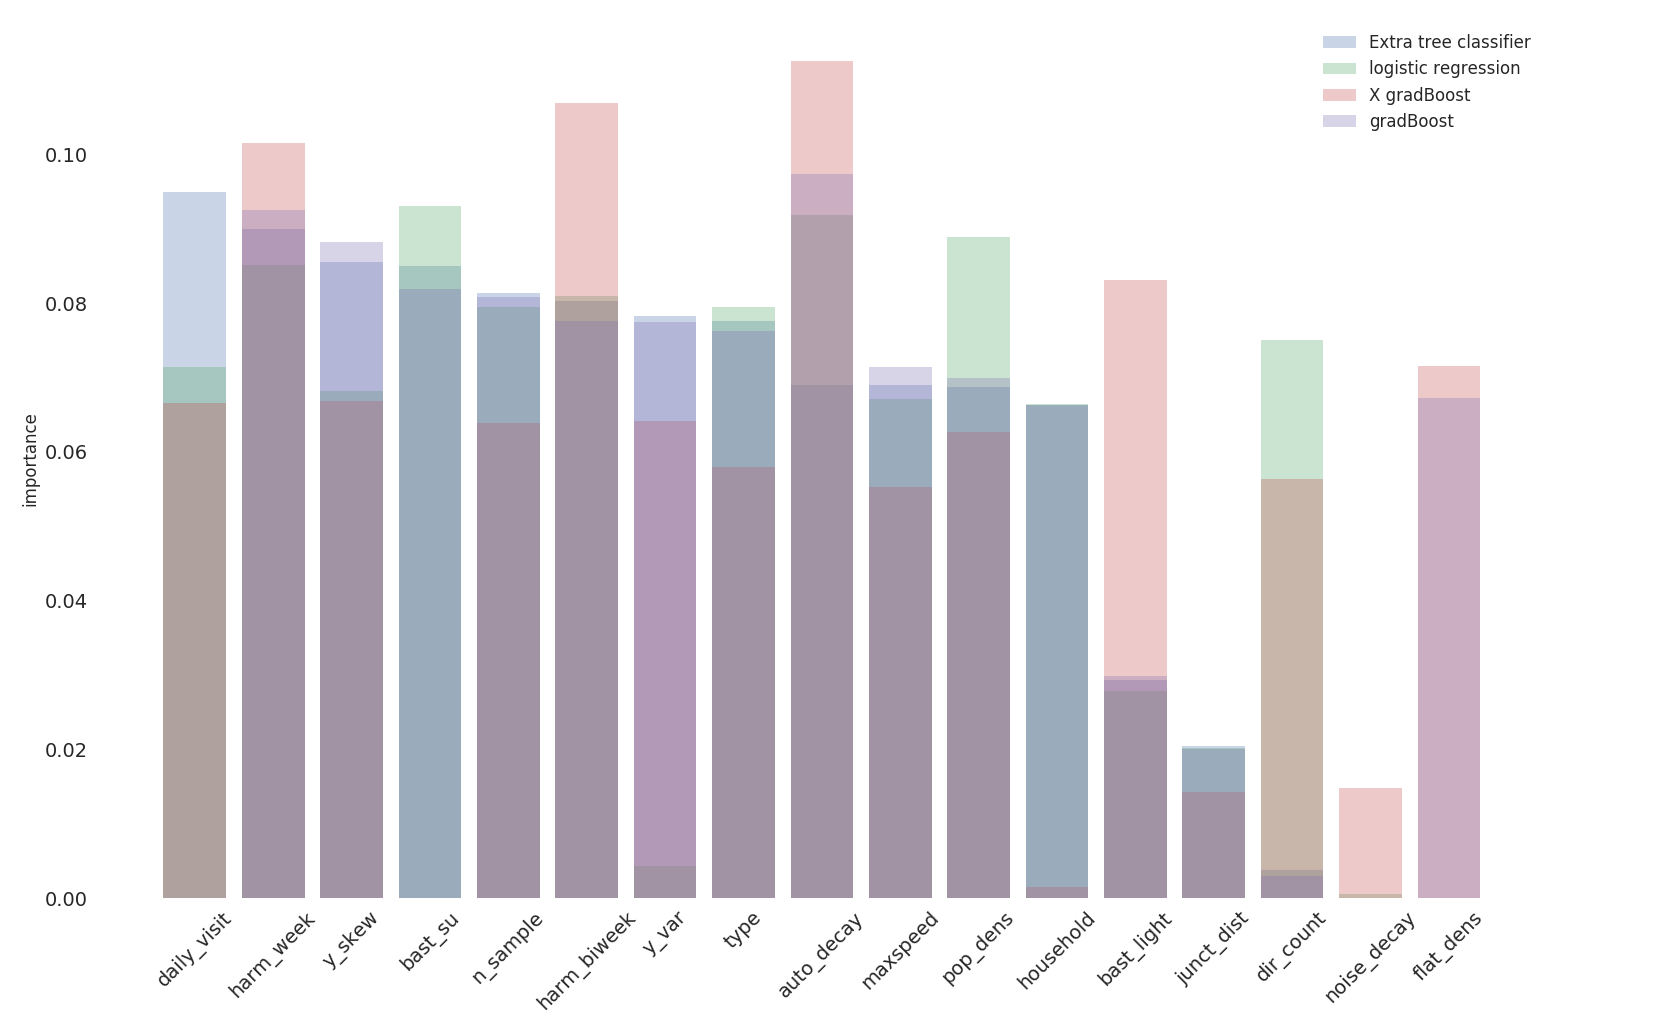 Extra tree classifier
logistic regression
X gradBoost
gradBoost
importance
0.10
0.08
0.06
0.04
0.02
0.00
daily_visit
harm_week
y_skew
bast_su
n_sample
harm_biweek
y_var
type
auto_decay
maxspeed
pop_dens
household
bast_light
junct_dist
dir_count
noise_decay
flat_dens